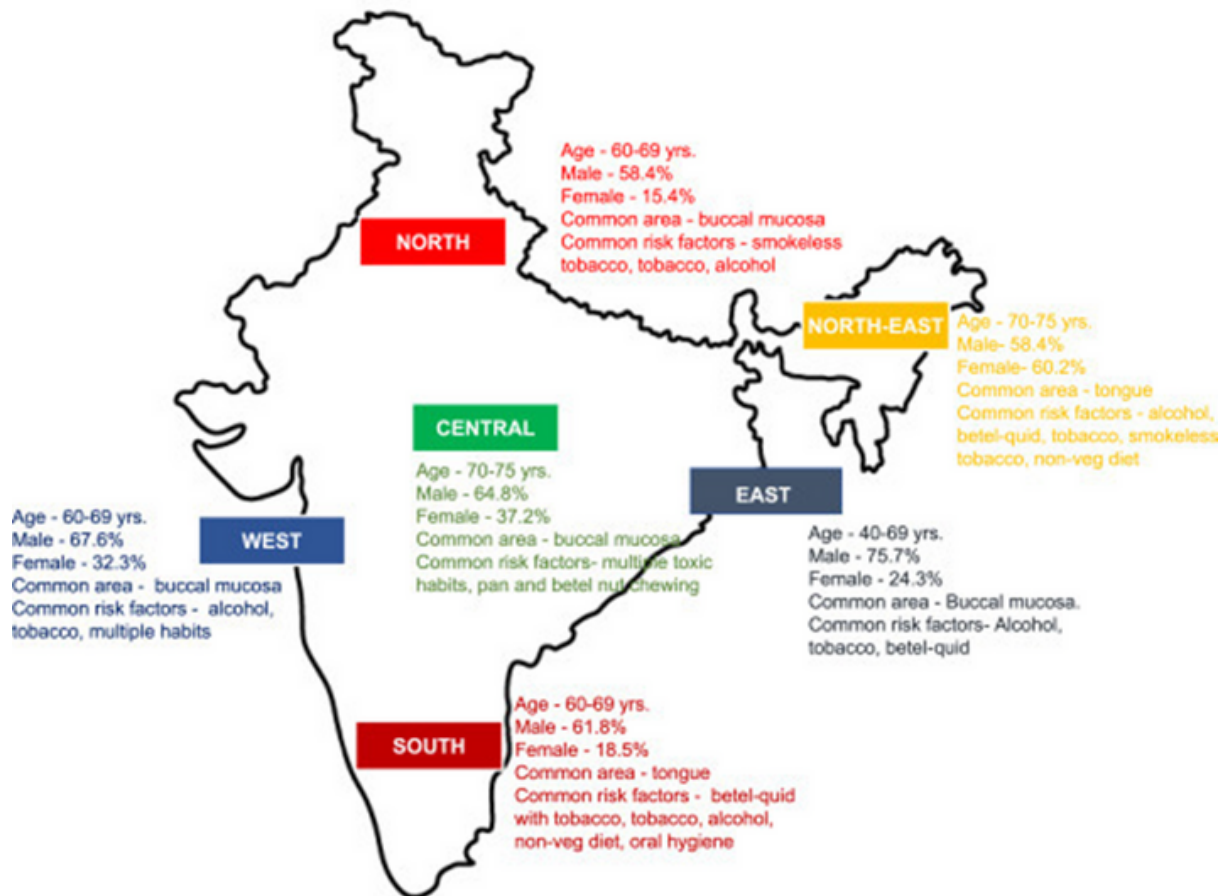 Age - 60-69 yrs.
Male - 58.4%
Female - 15.4%
Common area - buccal mucosa
Common risk factors - smokeless
tobacco, tobacco, alcohol
NORTH
NORTH-EAST
Age - 70-75 yrs.
Male- 58.4%
Female- 60.2%
Common area - tongue
Common risk factors - alcohol,
betel-quid, tobacco, smokeless
tobacco, non-veg diet
CENTRAL
Age - 70-75 yrs.
Male - 64.8%
Female - 37.2%
Common area - buccal mucosa
Common risk factors- multiple toxic
habits, pan and betel nut chewing
EAST
Age - 40-69 yrs.
Male - 75.7%
Female - 24.3%
Common area - Buccal mucosa.
Common risk factors- Alcohol,
tobacco, betel-quid
WEST
Age - 60-69 yrs.
Male - 67.6%
Female - 32.3%
Common area - buccal mucosa
Common risk factors - alcohol,
tobacco, multiple habits
SOUTH
Age - 60-69 yrs.
Male - 61.8%
Female - 18.5%
Common area - tongue
Common risk factors - betel-quid
with tobacco, tobacco, alcohol,
non-veg diet, oral hygiene